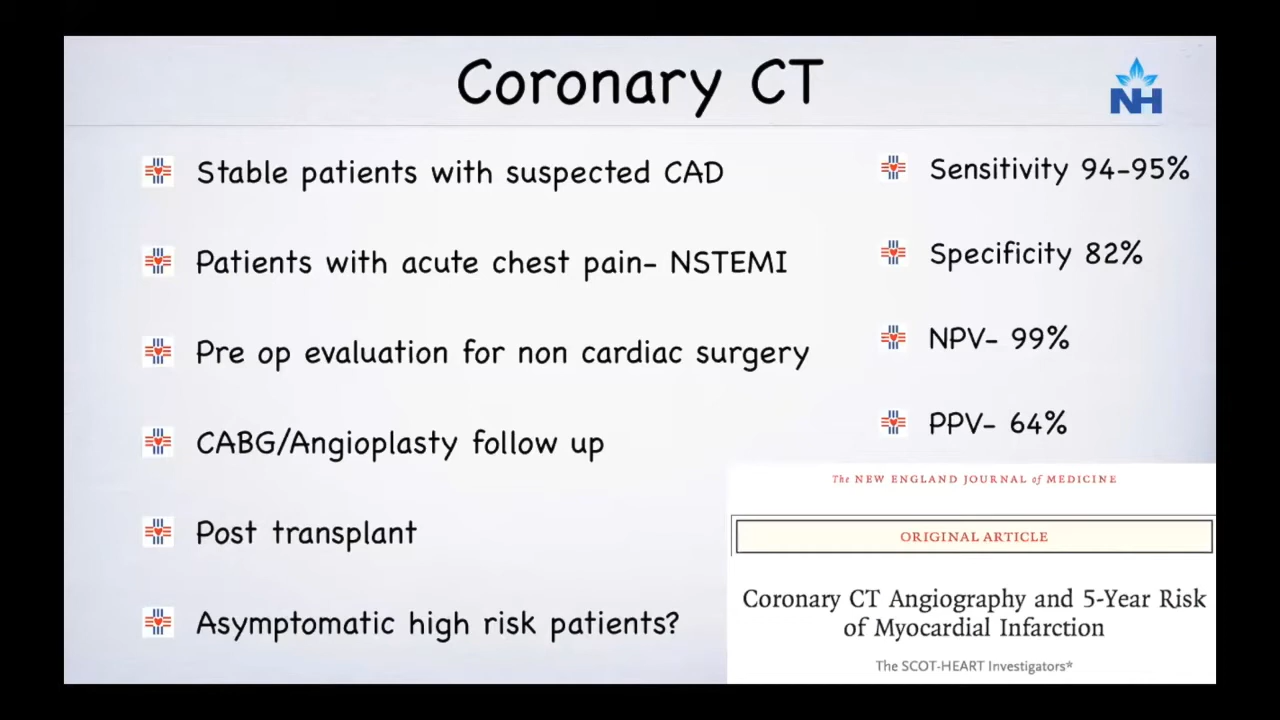 Coronary CT
NH
Stable patients with suspected CAD
Patients with acute chest pain- NSTEMI
Pre op evaluation for non cardiac surgery
CABG/Angioplasty follow up
Post transplant
Asymptomatic high risk patients?
Sensitivity 94-95%
Specificity 82%
NPV- 99%
PPV- 64%
The NEW ENGLAND JOURNAL of MEDICINE
ORIGINAL ARTICLE
Coronary CT Angiography and 5-Year Risk
of Myocardial Infarction
The SCOT-HEART Investigators*